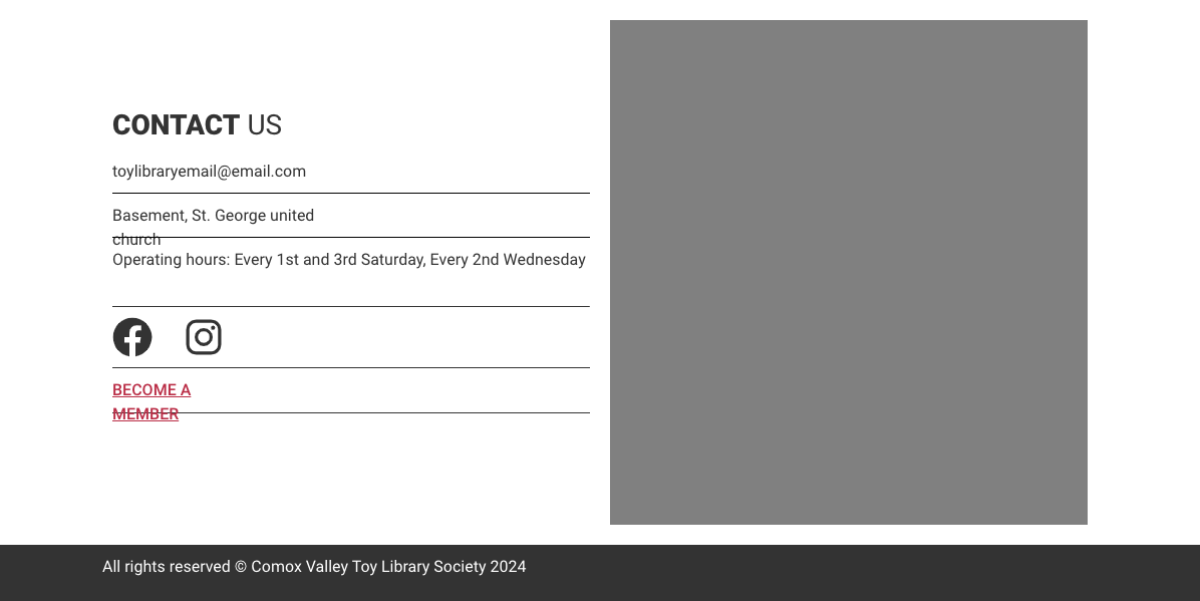 CONTACT US
toylibraryemail@email.com
Basement, St. George united
church
Operating hours: Every 1st and 3rd Saturday, Every 2nd Wednesday
BECOME A
MEMBER
All rights reserved © Comox Valley Toy Library Society 2024